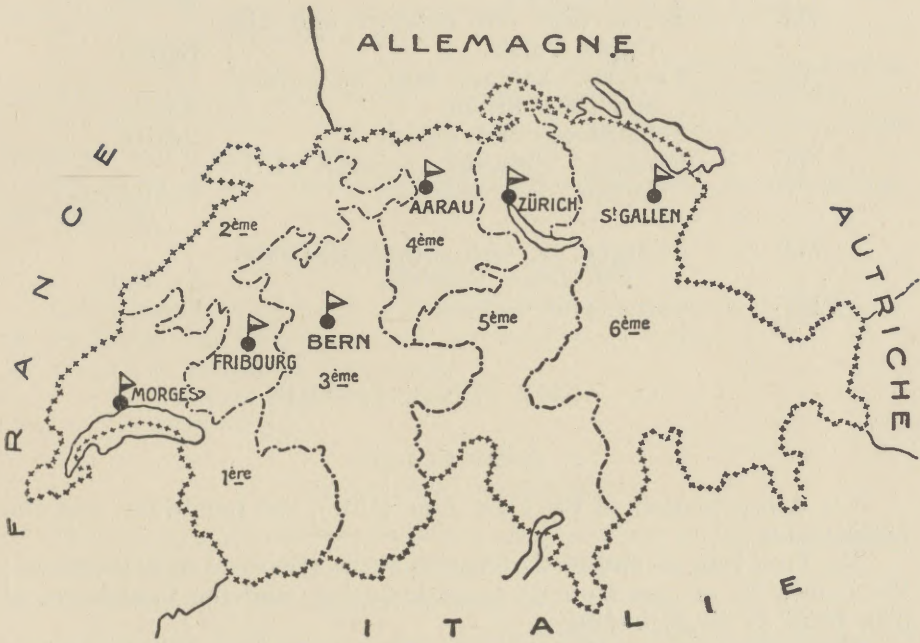 ALLEMAGNE
FRANCE
AUTRICHE
ITALIE
2ème
AARAU
4ème
ZÜRICH
St GALLEN
FRIBOURG
BERN
3ème
5ème
6ème
MORGES
1ère